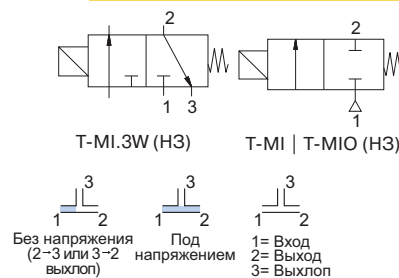 2
1 3
T-MI.3W (НЗ)
2
1
T-MI | T-MIO (НЗ)
3
1 2
Без напряжения
(2→3 или 3→2
выхлоп)
3
1 2
Под
напряжением
3
1 2
1= Вход
2= Выход
3= Выхлоп